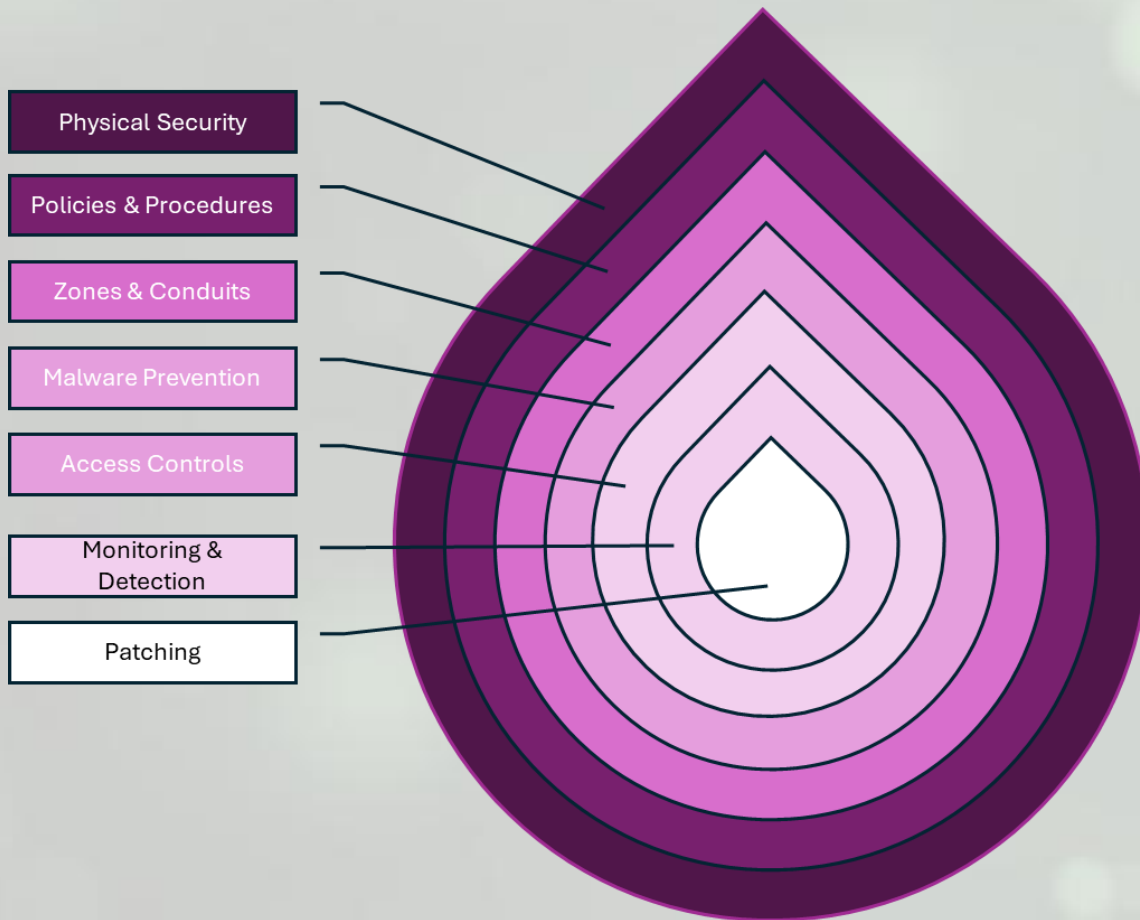 Physical Security
Policies & Procedures
Zones & Conduits
Malware Prevention
Access Controls
Monitoring &
Detection
Patching